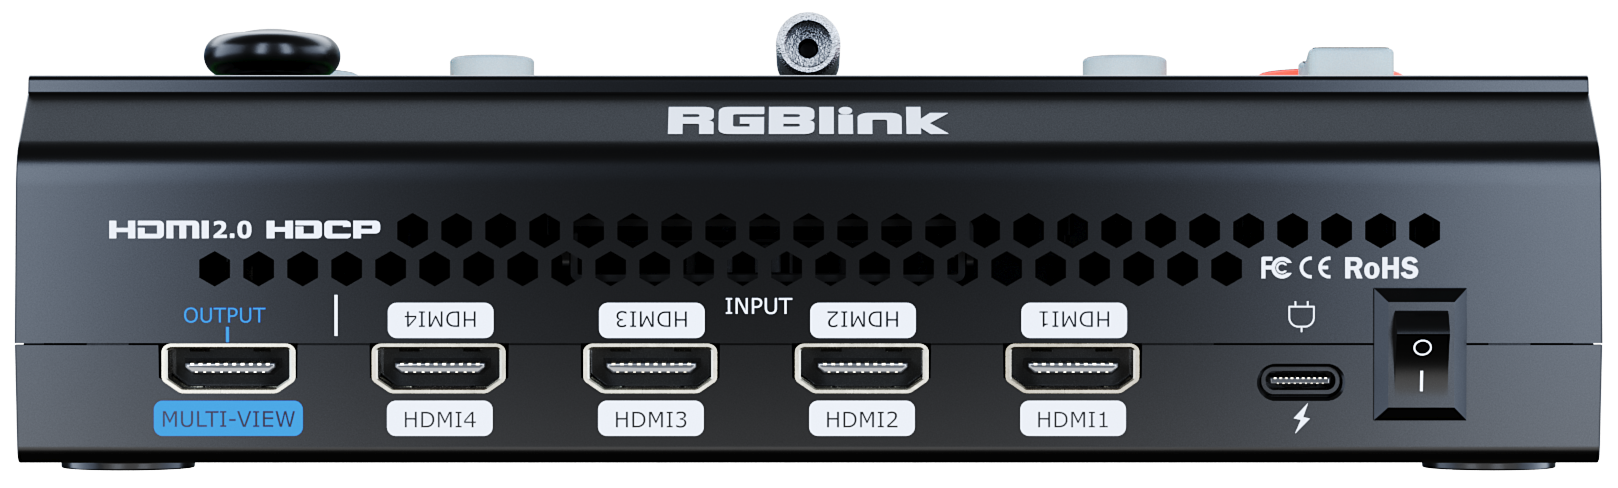 RGBlink
HDMI2.0 HDCP
FC CE RoHS
OUTPUT
INPUT
HDMI4
HDMI3
HDMI2
HDMI1
MULTI-VIEW
HDMI4
HDMI3
HDMI2
HDMI1
O
I